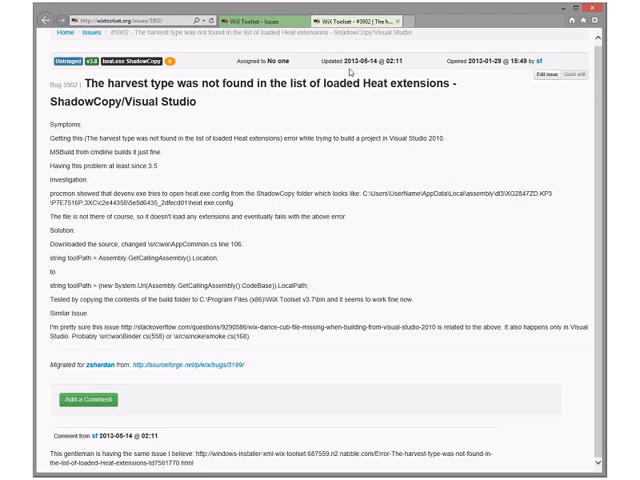 http://wixtoolset.org/issues/3902/
WiX Toolset - Issues
WiX Toolset - #3902 | The h...
Home / Issues / #3902 - The harvest type was not found in the list of loaded Heat extensions - ShadowCopy/Visual Studio
Untriaged v3.8 heat.exe ShadowCopy 0 Assigned to No one Updated 2013-05-14 @ 02:11 Opened 2013-01-29 @ 15:49 by sf
Edit issue Quick edit
Bug 3902 | The harvest type was not found in the list of loaded Heat extensions -
ShadowCopy/Visual Studio
Symptoms:
Getting this (The harvest type was not found in the list of loaded Heat extensions) error while trying to build a project in Visual Studio 2010.
MSBuild from cmdline builds it just fine.
Having this problem at least since 3.5
Investigation:
procmon showed that devenv.exe tries to open heat.exe.config from the ShadowCopy folder which looks like: C:\Users\UserName\AppData\Local\assembly\dl3\XG2847ZD.KP3
\P7E7516P.3XC\c2e44358\5e5d6435_2dfecd01\heat.exe.config
The file is not there of course, so it doesn't load any extensions and eventually fails with the above error.
Solution:
Downloaded the source, changed \src\wix\AppCommon.cs line 106:
string toolPath = Assembly.GetCallingAssembly().Location;
to
string toolPath = (new System.Uri(Assembly.GetCallingAssembly().CodeBase)).LocalPath;
Tested by copying the contents of the build folder to C:\Program Files (x86)\WiX Toolset v3.7\bin and it seems to work fine now.
Similar Issue
I'm pretty sure this issue http://stackoverflow.com/questions/9290586/wix-dance-cub-file-missing-when-building-from-visual-studio-2010 is related to the above. It also happens only in Visual
Studio. Probably \src\wix\Binder.cs(558) or \src\smoke\smoke.cs(168).
Migrated for zshardan from: http://sourceforge.net/p/wix/bugs/3199/
Add a Comment
Comment from sf 2013-05-14 @ 02:11
This gentleman is having the same issue I believe: http://windows-installer-xml-wix-toolset.687559.n2.nabble.com/Error-The-harvest-type-was-not-found-in-
the-list-of-loaded-Heat-extensions-td7581770.html